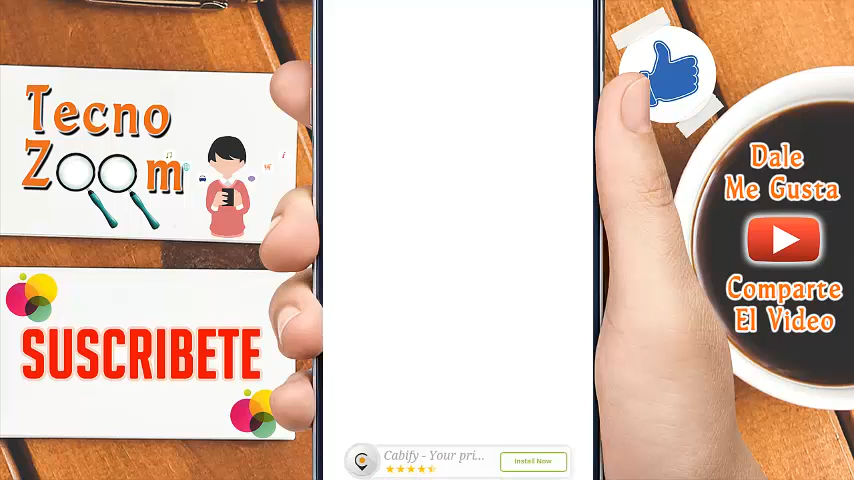 Tecno
Zoom
SUSCRIBETE
Dale
Me Gusta
Comparte
El Video
Cabify - Your pri...
Install Now